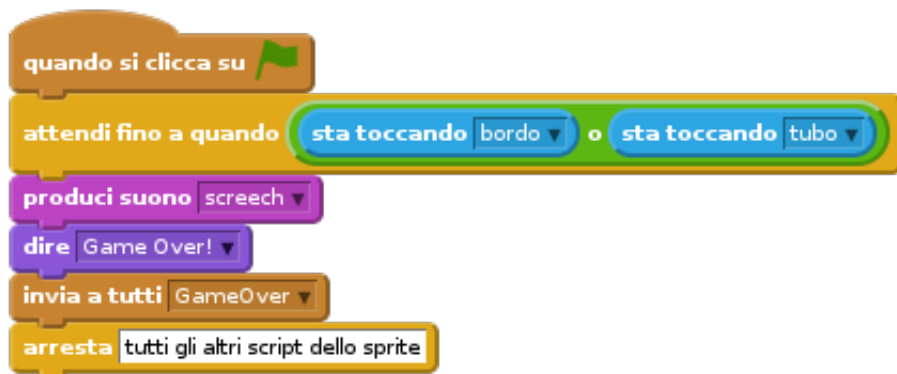 quando si clicca su
attendi fino a quando sta toccando bordo o sta toccando tubo
produci suono screech
dire Game Over!
invia a tutti GameOver
arresta tutti gli altri script dello sprite